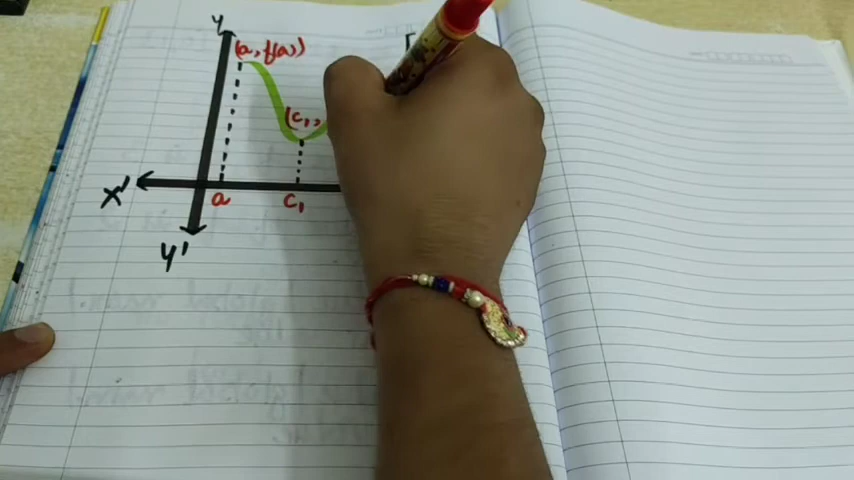 y
(a, f(a))
(c₁,
x'
a
c₁
y'